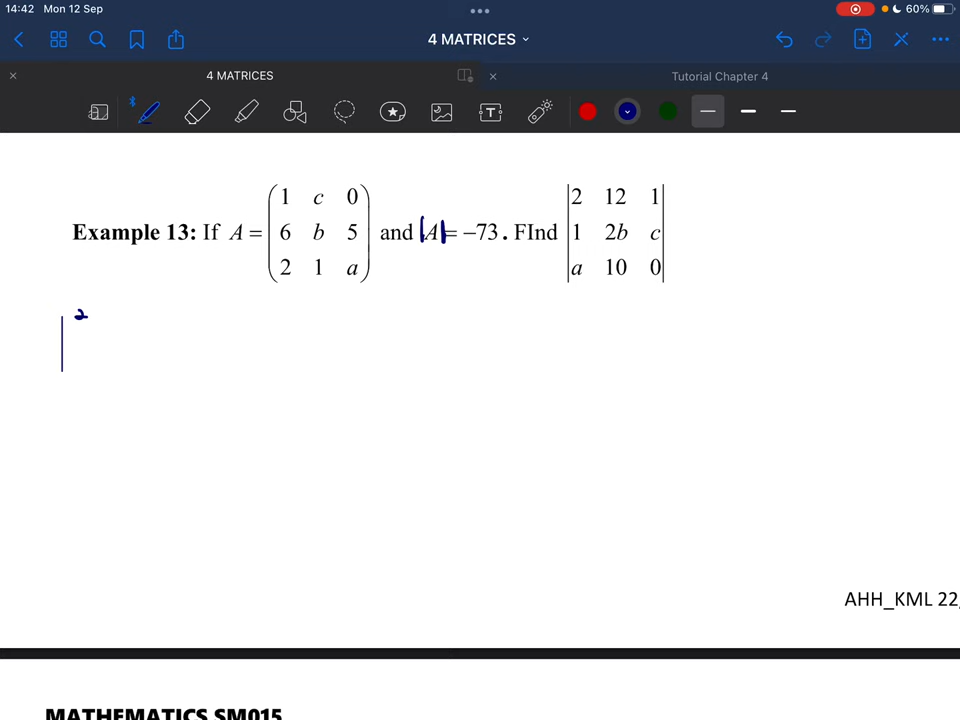 14:42 Mon 12 Sep 60%
4 MATRICES
4 MATRICES Tutorial Chapter 4
Example 13: If A = ( 1 c 0 ; 6 b 5 ; 2 1 a ) and |A| = −73 . FInd | 2 12 1 ; 1 2b c ; a 10 0 |
| 2
AHH_KML 22,
MATHEMATICS SM015